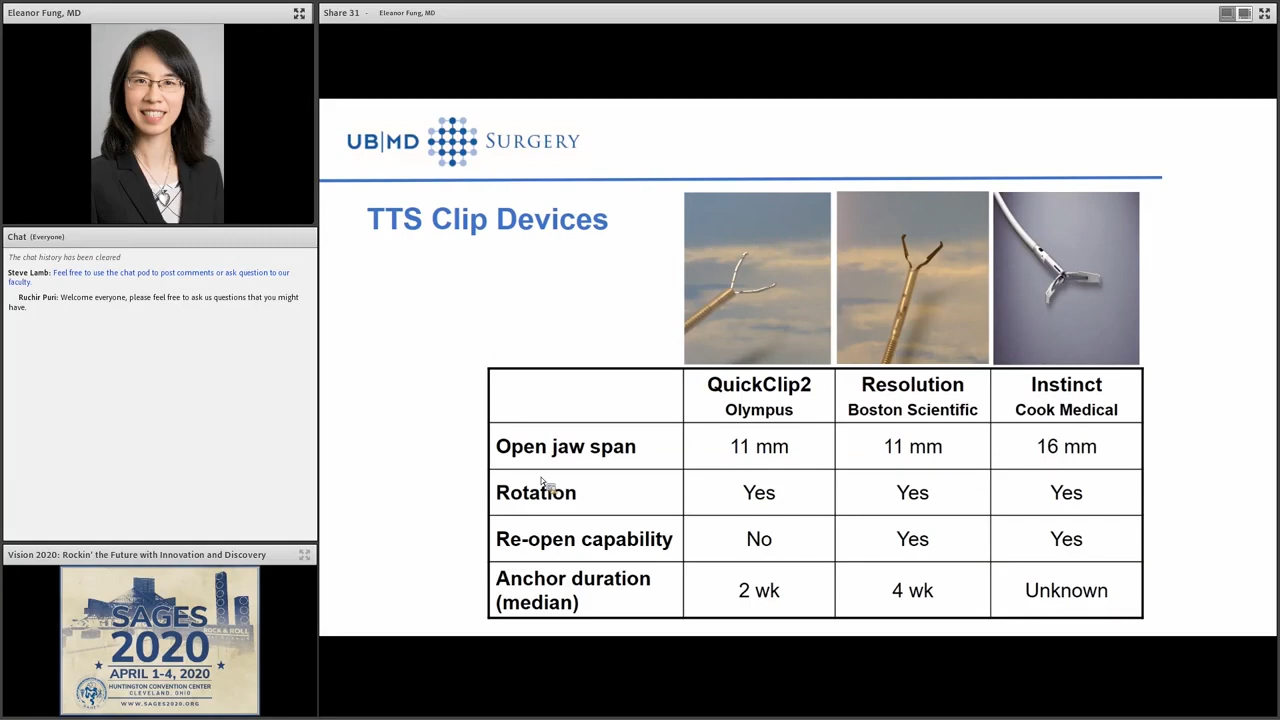 Eleanor Fung, MD
Share 31 - Eleanor Fung, MD
Chat (Everyone)
The chat history has been cleared
Steve Lamb: Feel free to use the chat pod to post comments or ask question to our
faculty.
Ruchir Puri: Welcome everyone, please feel free to ask us questions that you might
have.
Vision 2020: Rockin' the Future with Innovation and Discovery
SAGES
2020
ROCK & ROLL
APRIL 1-4, 2020
HUNTINGTON CONVENTION CENTER
CLEVELAND, OHIO
WWW.SAGES2020.ORG
UB|MD SURGERY
TTS Clip Devices
QuickClip2 Resolution Instinct
Olympus Boston Scientific Cook Medical
Open jaw span 11 mm 11 mm 16 mm
Rotation Yes Yes Yes
Re-open capability No Yes Yes
Anchor duration
(median) 2 wk 4 wk Unknown